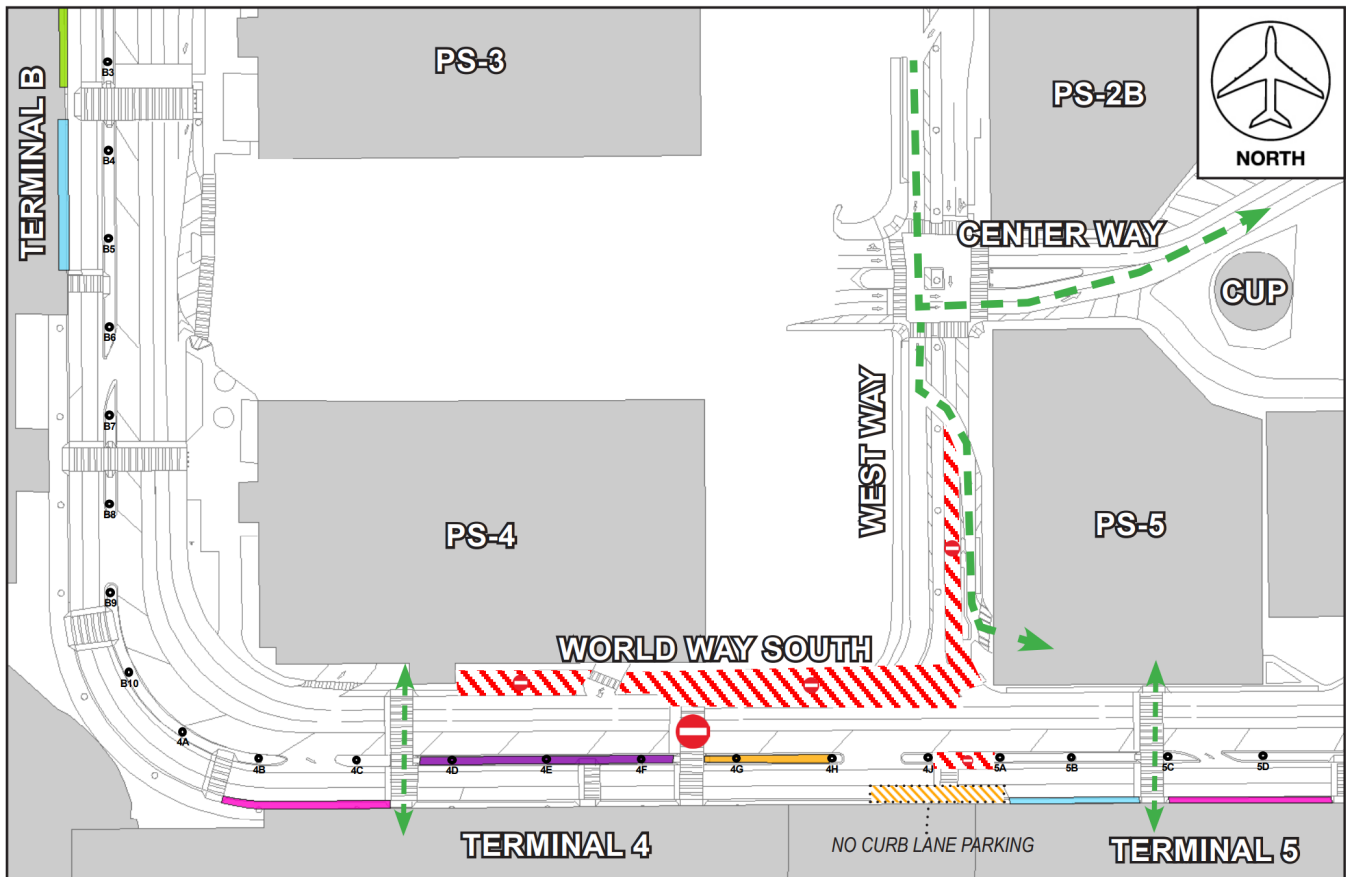 PS-3
PS-2B
NORTH
TERMINAL B
B3
B4
B5
B6
B7
B8
B9
B10
CENTER WAY
CUP
WEST WAY
PS-4
PS-5
WORLD WAY SOUTH
4A
4B
4C
4D
4E
4F
4G
4H
4J
5A
5B
5C
5D
TERMINAL 4
NO CURB LANE PARKING
TERMINAL 5